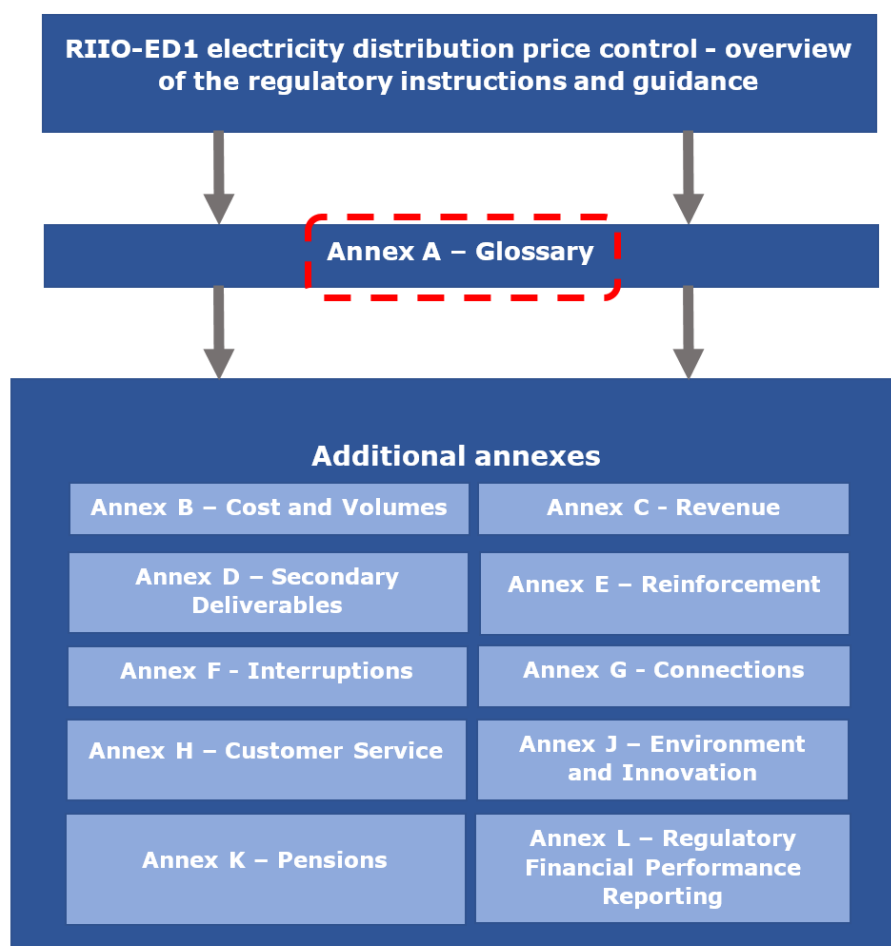 RIIO-ED1 electricity distribution price control - overview
of the regulatory instructions and guidance
Annex A – Glossary
Additional annexes
Annex B – Cost and Volumes
Annex C - Revenue
Annex D – Secondary
Deliverables
Annex E – Reinforcement
Annex F - Interruptions
Annex G - Connections
Annex H – Customer Service
Annex J – Environment
and Innovation
Annex K – Pensions
Annex L – Regulatory
Financial Performance
Reporting